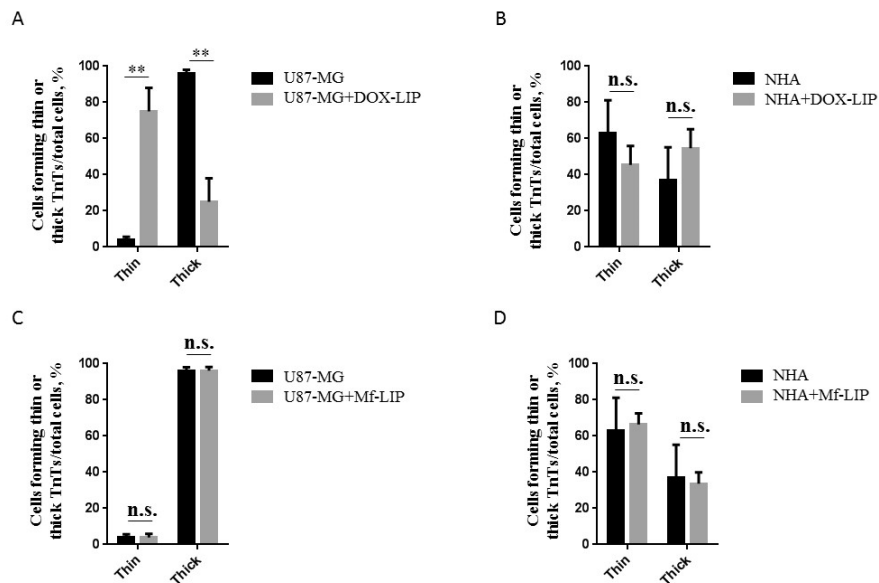 A
Cells forming thin or
thick TnTs/total cells, %
100
80
60
40
20
0
**
**
Thin
Thick
U87-MG
U87-MG+DOX-LIP
B
Cells forming thin or
thick TnTs/total cells, %
100
80
60
40
20
0
n.s.
n.s.
Thin
Thick
NHA
NHA+DOX-LIP
C
Cells forming thin or
thick TnTs/total cells, %
100
80
60
40
20
0
n.s.
n.s.
Thin
Thick
U87-MG
U87-MG+Mf-LIP
D
Cells forming thin or
thick TnTs/total cells, %
100
80
60
40
20
0
n.s.
n.s.
Thin
Thick
NHA
NHA+Mf-LIP